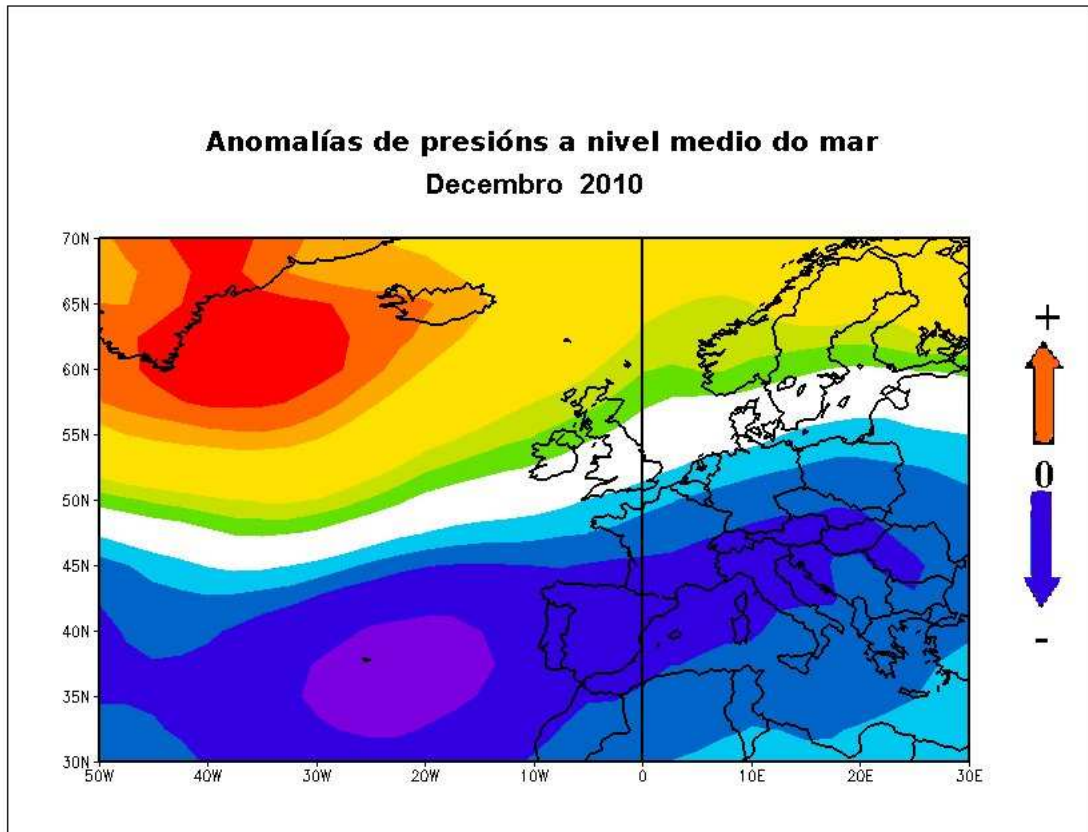 Anomalías de presións a nivel medio do mar
Decembro 2010
70N
65N
60N
55N
50N
45N
40N
35N
30N
50W 40W 30W 20W 10W 0 10E 20E 30E
+
0
-